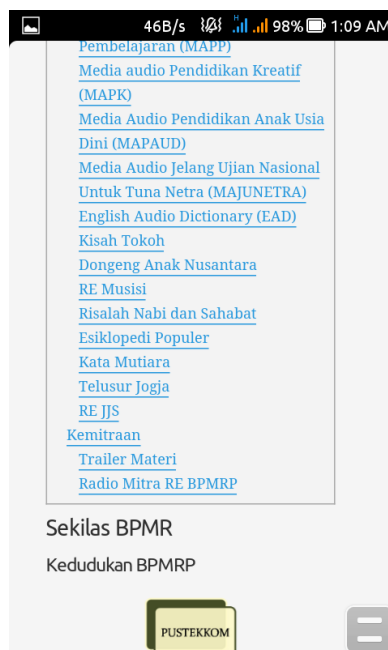 46B/s H 98% 1:09 AM
Pembelajaran (MAPP)
Media audio Pendidikan Kreatif
(MAPK)
Media Audio Pendidikan Anak Usia
Dini (MAPAUD)
Media Audio Jelang Ujian Nasional
Untuk Tuna Netra (MAJUNETRA)
English Audio Dictionary (EAD)
Kisah Tokoh
Dongeng Anak Nusantara
RE Musisi
Risalah Nabi dan Sahabat
Esiklopedi Populer
Kata Mutiara
Telusur Jogja
RE JJS
Kemitraan
Trailer Materi
Radio Mitra RE BPMRP
Sekilas BPMR
Kedudukan BPMRP
PUSTEKKOM